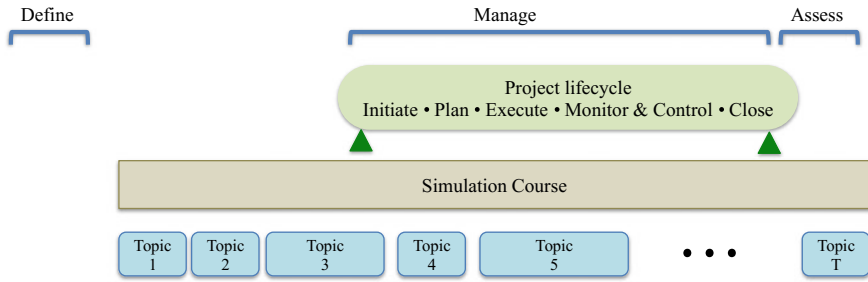 Define
Manage
Assess
Project lifecycle
Initiate • Plan • Execute • Monitor & Control • Close
Simulation Course
Topic
1
Topic
2
Topic
3
Topic
4
Topic
5
• • •
Topic
T